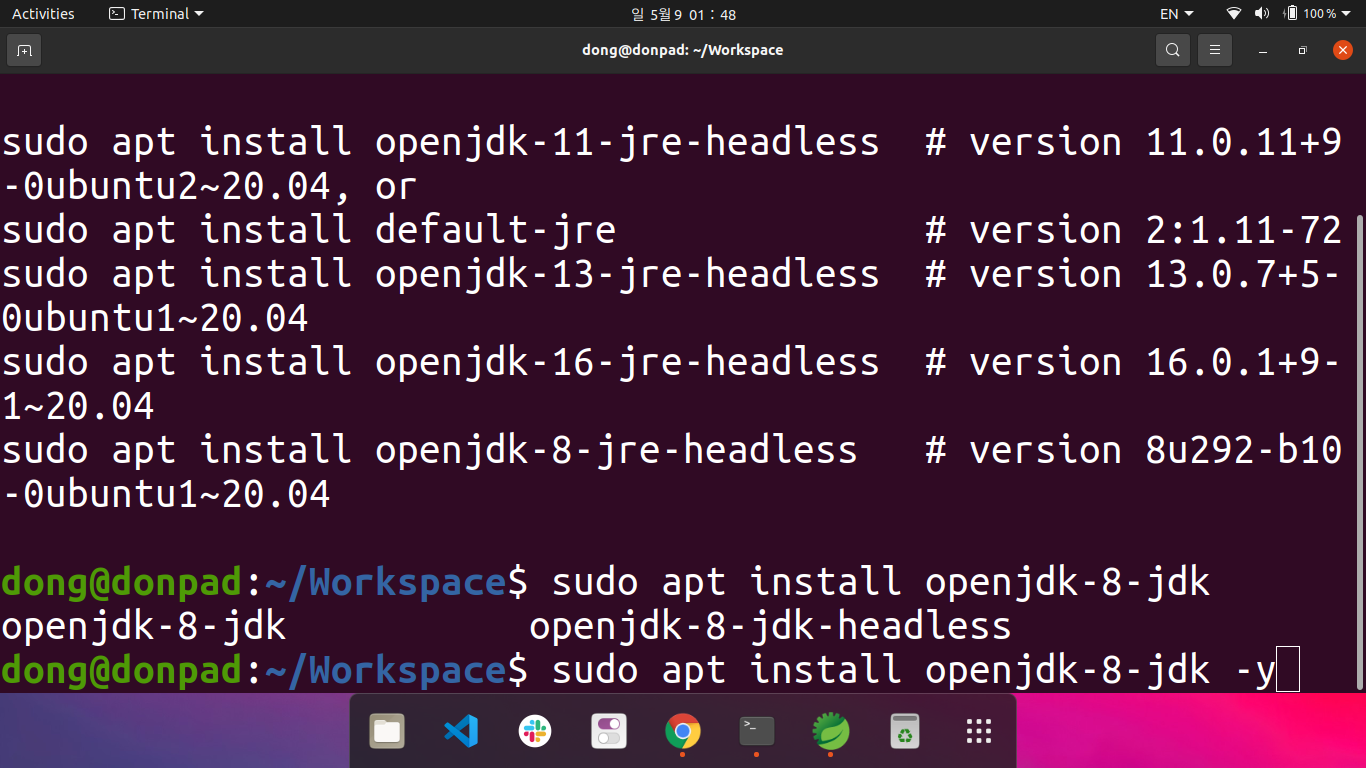 Activities Terminal 일 5월 9 01 : 48 EN 100 %
dong@donpad: ~/Workspace
sudo apt install openjdk-11-jre-headless  # version 11.0.11+9
-0ubuntu2~20.04, or
sudo apt install default-jre              # version 2:1.11-72
sudo apt install openjdk-13-jre-headless  # version 13.0.7+5-
0ubuntu1~20.04
sudo apt install openjdk-16-jre-headless  # version 16.0.1+9-
1~20.04
sudo apt install openjdk-8-jre-headless   # version 8u292-b10
-0ubuntu1~20.04
dong@donpad:~/Workspace$ sudo apt install openjdk-8-jdk
openjdk-8-jdk           openjdk-8-jdk-headless
dong@donpad:~/Workspace$ sudo apt install openjdk-8-jdk -y